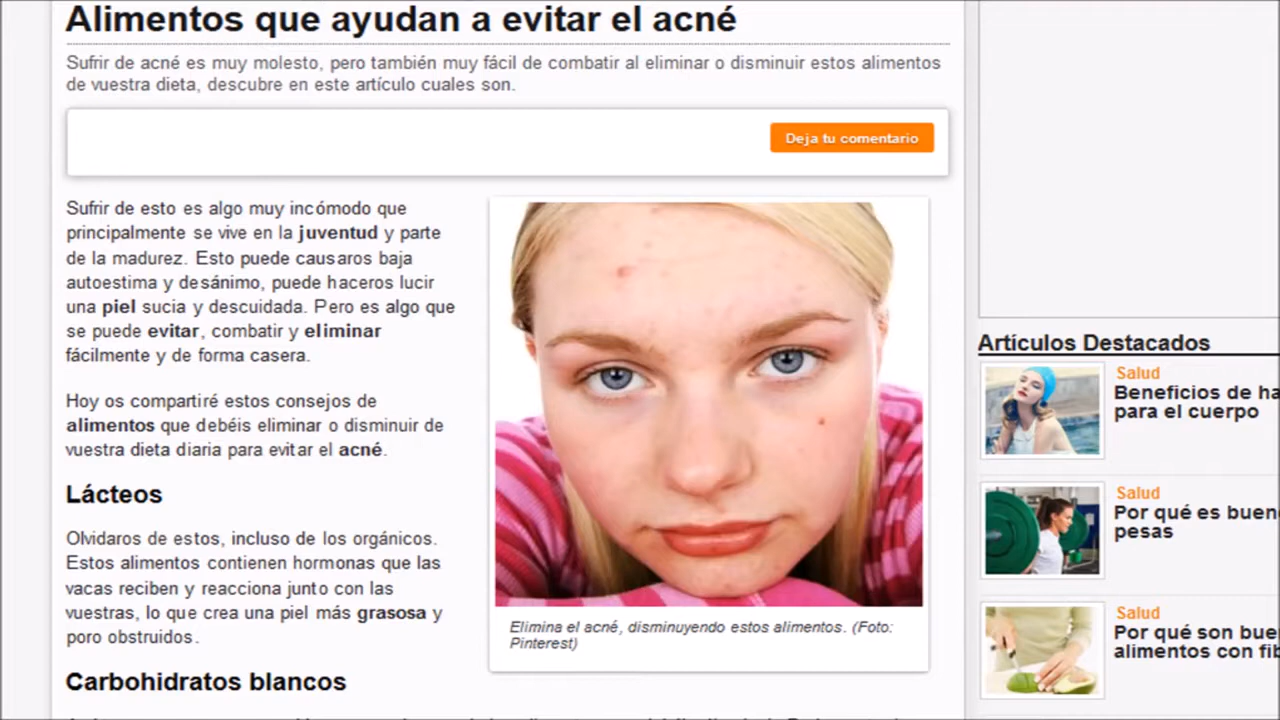 Alimentos que ayudan a evitar el acné
Sufrir de acné es muy molesto, pero también muy fácil de combatir al eliminar o disminuir estos alimentos
de vuestra dieta, descubre en este artículo cuales son.
Deja tu comentario
Sufrir de esto es algo muy incómodo que
principalmente se vive en la juventud y parte
de la madurez. Esto puede causaros baja
autoestima y desánimo, puede haceros lucir
una piel sucia y descuidada. Pero es algo que
se puede evitar, combatir y eliminar
fácilmente y de forma casera.
Hoy os compartiré estos consejos de
alimentos que debéis eliminar o disminuir de
vuestra dieta diaria para evitar el acné.
Lácteos
Olvidaros de estos, incluso de los orgánicos.
Estos alimentos contienen hormonas que las
vacas reciben y reacciona junto con las
vuestras, lo que crea una piel más grasosa y
poro obstruidos.
Carbohidratos blancos
Elimina el acné, disminuyendo estos alimentos. (Foto:
Pinterest)
Artículos Destacados
Salud
Beneficios de ha
para el cuerpo
Salud
Por qué es buen
pesas
Salud
Por qué son bue
alimentos con fib